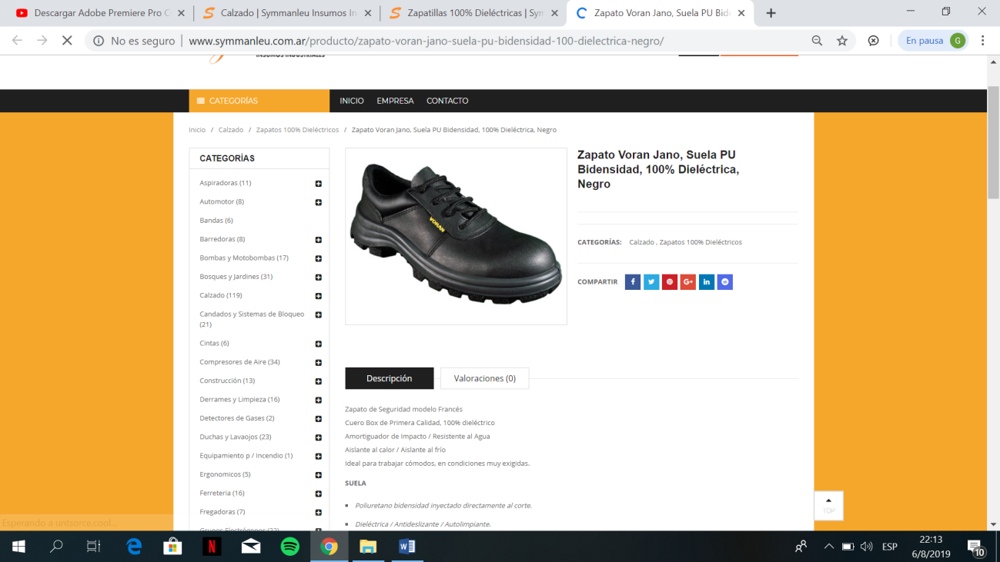 Descargar Adobe Premiere Pro C
Calzado | Symmanleu Insumos In
Zapatillas 100% Dieléctricas | Sym
Zapato Voran Jano, Suela PU Bide
No es seguro | www.symmanleu.com.ar/producto/zapato-voran-jano-suela-pu-bidensidad-100-dielectrica-negro/
En pausa G
INSUMOS INDUSTRIALES
CATEGORÍAS INICIO EMPRESA CONTACTO
Inicio / Calzado / Zapatos 100% Dieléctricos / Zapato Voran Jano, Suela PU Bidensidad, 100% Dieléctrica, Negro
CATEGORÍAS
Aspiradoras (11)
Automotor (8)
Bandas (6)
Barredoras (8)
Bombas y Motobombas (17)
Bosques y Jardines (31)
Calzado (119)
Candados y Sistemas de Bloqueo
(21)
Cintas (6)
Compresores de Aire (34)
Construcción (13)
Derrames y Limpieza (16)
Detectores de Gases (2)
Duchas y Lavaojos (23)
Equipamiento p / Incendio (1)
Ergonomicos (5)
Ferreteria (16)
Fregadoras (7)
Grupos Electrógenos (22)
VORAN
Zapato Voran Jano, Suela PU
Bidensidad, 100% Dieléctrica,
Negro
CATEGORÍAS: Calzado , Zapatos 100% Dieléctricos
COMPARTIR
Descripción Valoraciones (0)
Zapato de Seguridad modelo Francés
Cuero Box de Primera Calidad, 100% dieléctrico
Amortiguador de Impacto / Resistente al Agua
Aislante al calor / Aislante al frío
Ideal para trabajar cómodos, en condiciones muy exigidas.
SUELA
Poliuretano bidensidad inyectado directamente al corte.
Dieléctrica / Antideslizante / Autolimpiante.
TOP
Esperando a untsorce.cool...
ESP
22:13
6/8/2019
10